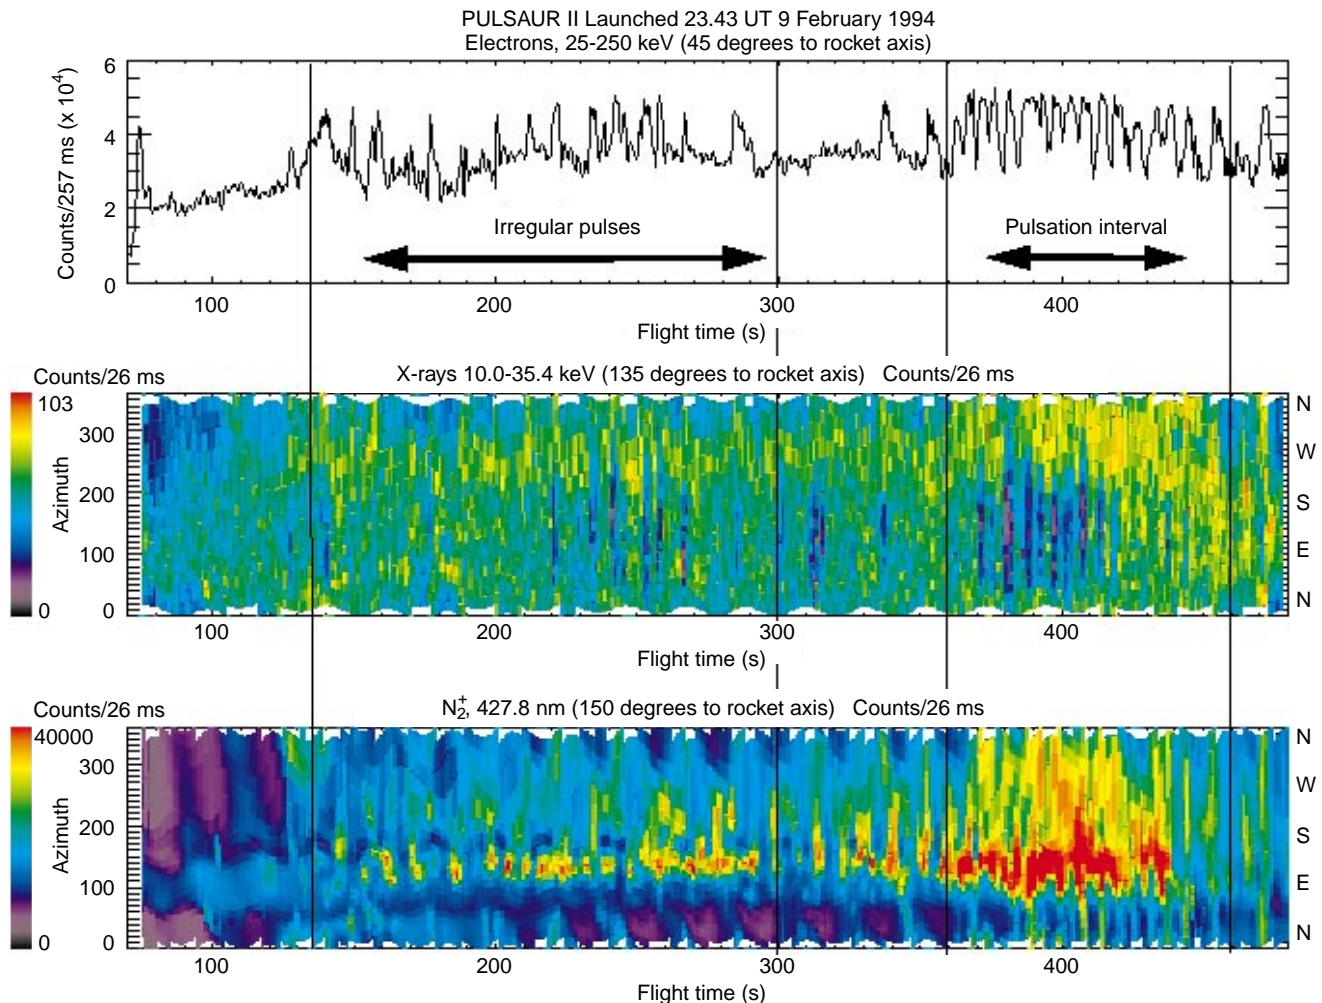 PULSAUR II Launched 23.43 UT 9 February 1994
Electrons, 25-250 keV (45 degrees to rocket axis)
Counts/257 ms (x 10⁴)
6
4
2
0
Irregular pulses
Pulsation interval
100 200 300 400
Flight time (s)
Counts/26 ms
X-rays 10.0-35.4 keV (135 degrees to rocket axis) Counts/26 ms
103
0
Azimuth
300
200
100
0
N
W
S
E
N
100 200 300 400
Flight time (s)
Counts/26 ms
N₂⁺, 427.8 nm (150 degrees to rocket axis) Counts/26 ms
40000
0
Azimuth
300
200
100
0
N
W
S
E
N
100 200 300 400
Flight time (s)